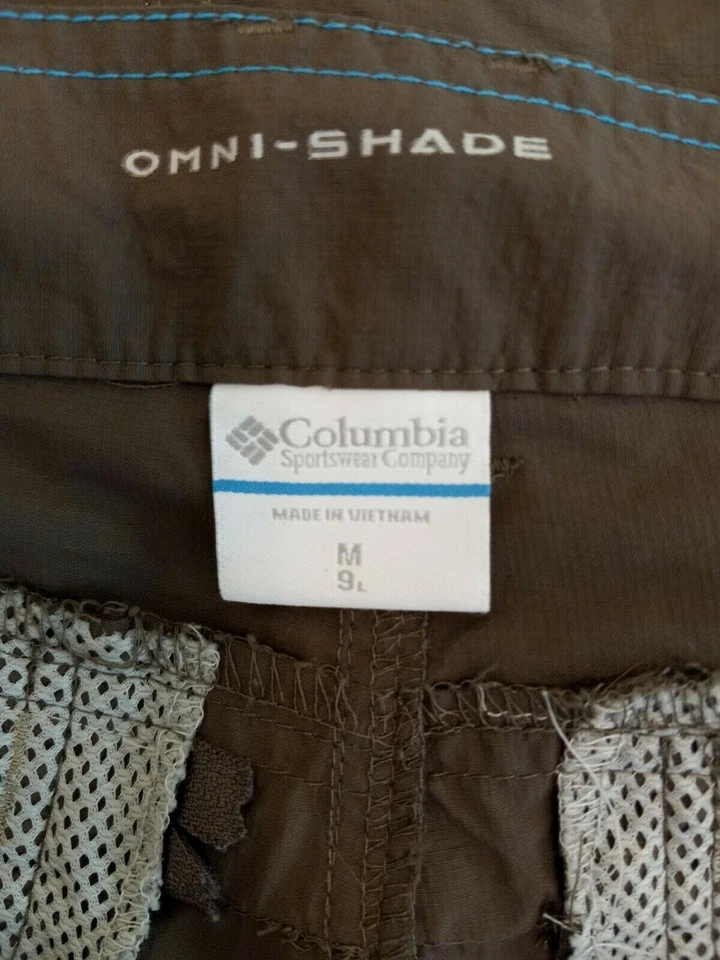 OMNI-SHADE
Columbia
Sportswear Company
MADE IN VIETNAM
M
9L